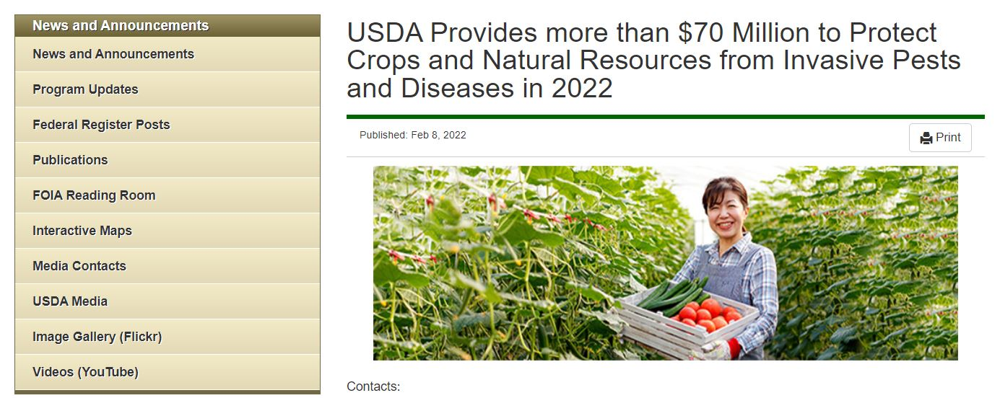 News and Announcements
News and Announcements
Program Updates
Federal Register Posts
Publications
FOIA Reading Room
Interactive Maps
Media Contacts
USDA Media
Image Gallery (Flickr)
Videos (YouTube)
USDA Provides more than $70 Million to Protect
Crops and Natural Resources from Invasive Pests
and Diseases in 2022
Published: Feb 8, 2022
Print
Contacts: